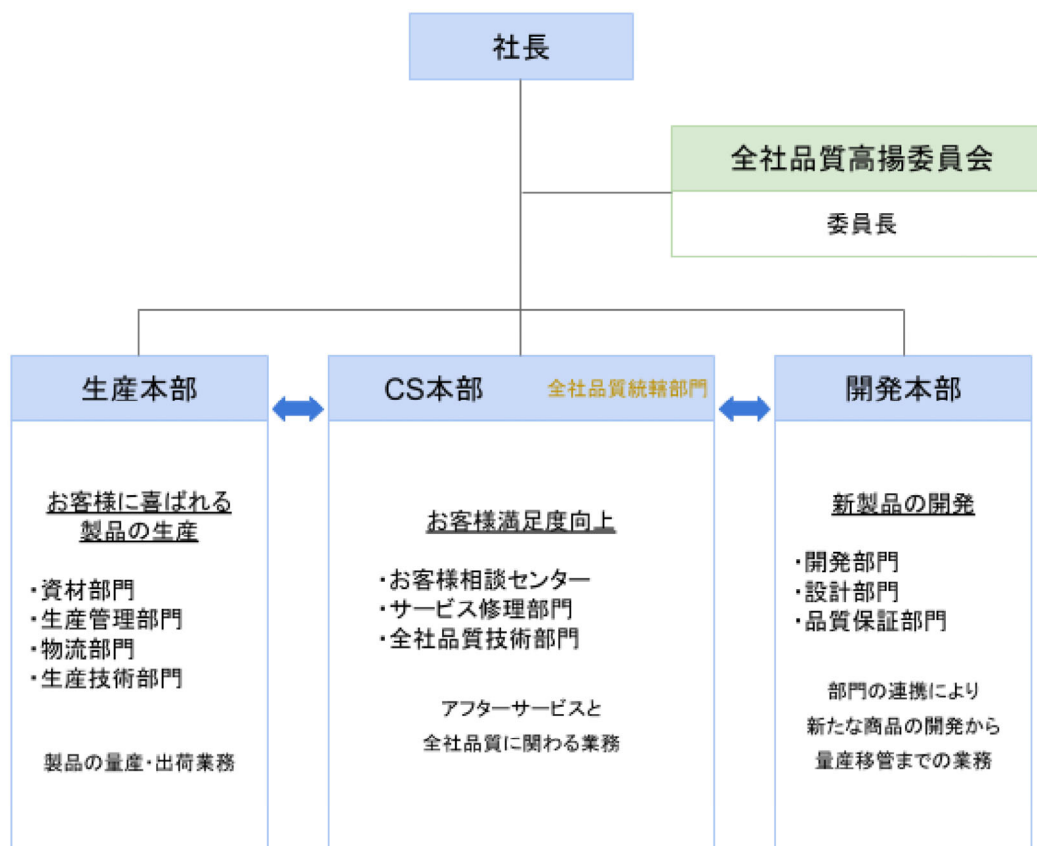 社長
全社品質高揚委員会
委員長
生産本部
お客様に喜ばれる
製品の生産
・資材部門
・生産管理部門
・物流部門
・生産技術部門
製品の量産・出荷業務
CS本部
全社品質統轄部門
お客様満足度向上
・お客様相談センター
・サービス修理部門
・全社品質技術部門
アフターサービスと
全社品質に関わる業務
開発本部
新製品の開発
・開発部門
・設計部門
・品質保証部門
部門の連携により
新たな商品の開発から
量産移管までの業務